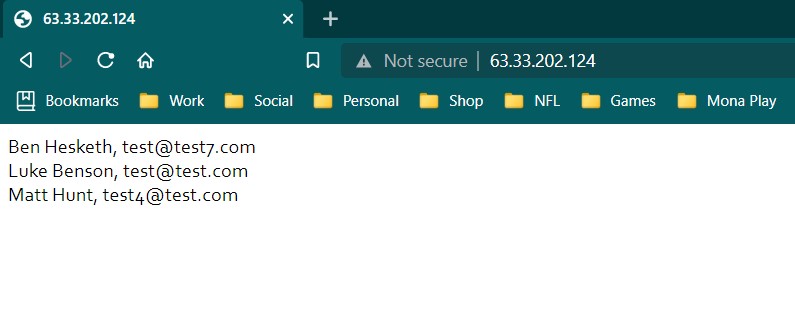 63.33.202.124
Not secure | 63.33.202.124
Bookmarks Work Social Personal Shop NFL Games Mona Play
Ben Hesketh, test@test7.com
Luke Benson, test@test.com
Matt Hunt, test4@test.com